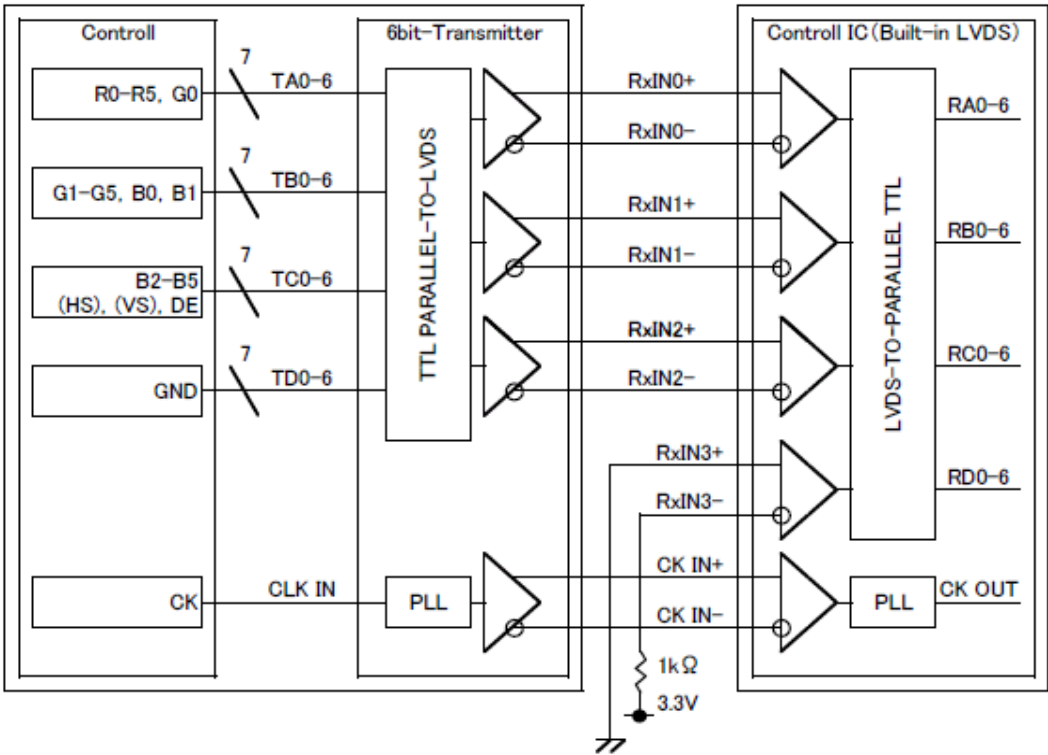 Controll
6bit-Transmitter
Controll IC(Built-in LVDS)
R0-R5, G0
7
TA0-6
RxIN0+
RxIN0-
RA0-6
G1-G5, B0, B1
7
TB0-6
RxIN1+
RxIN1-
RB0-6
B2-B5
(HS), (VS), DE
7
TC0-6
RxIN2+
RxIN2-
RC0-6
GND
7
TD0-6
RxIN3+
RxIN3-
RD0-6
TTL PARALLEL-TO-LVDS
LVDS-TO-PARALLEL TTL
CK
CLK IN
PLL
CK IN+
CK IN-
PLL
CK OUT
1kΩ
3.3V